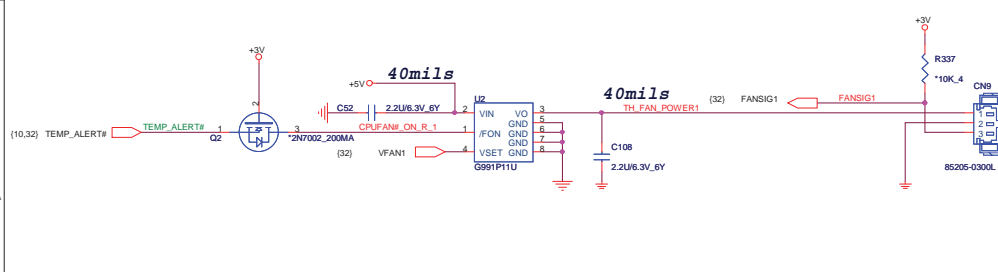 +3V
+3V
R337
*10K_4
CN9
+5V
40mils
40mils
C52
2.2U/6.3V_6Y
U2
TH_FAN_POWER1
{32}
FANSIG1
FANSIG1
2
2
VIN
VO
3
1
GND
5
2
{10,32}
TEMP_ALERT#
TEMP_ALERT#
1
3
CPUFAN#_ON_R_1
1
/FON
GND
6
3
Q2
*2N7002_200MA
GND
7
{32}
VFAN1
4
VSET
GND
8
C108
2.2U/6.3V_6Y
G991P11U
85205-0300L